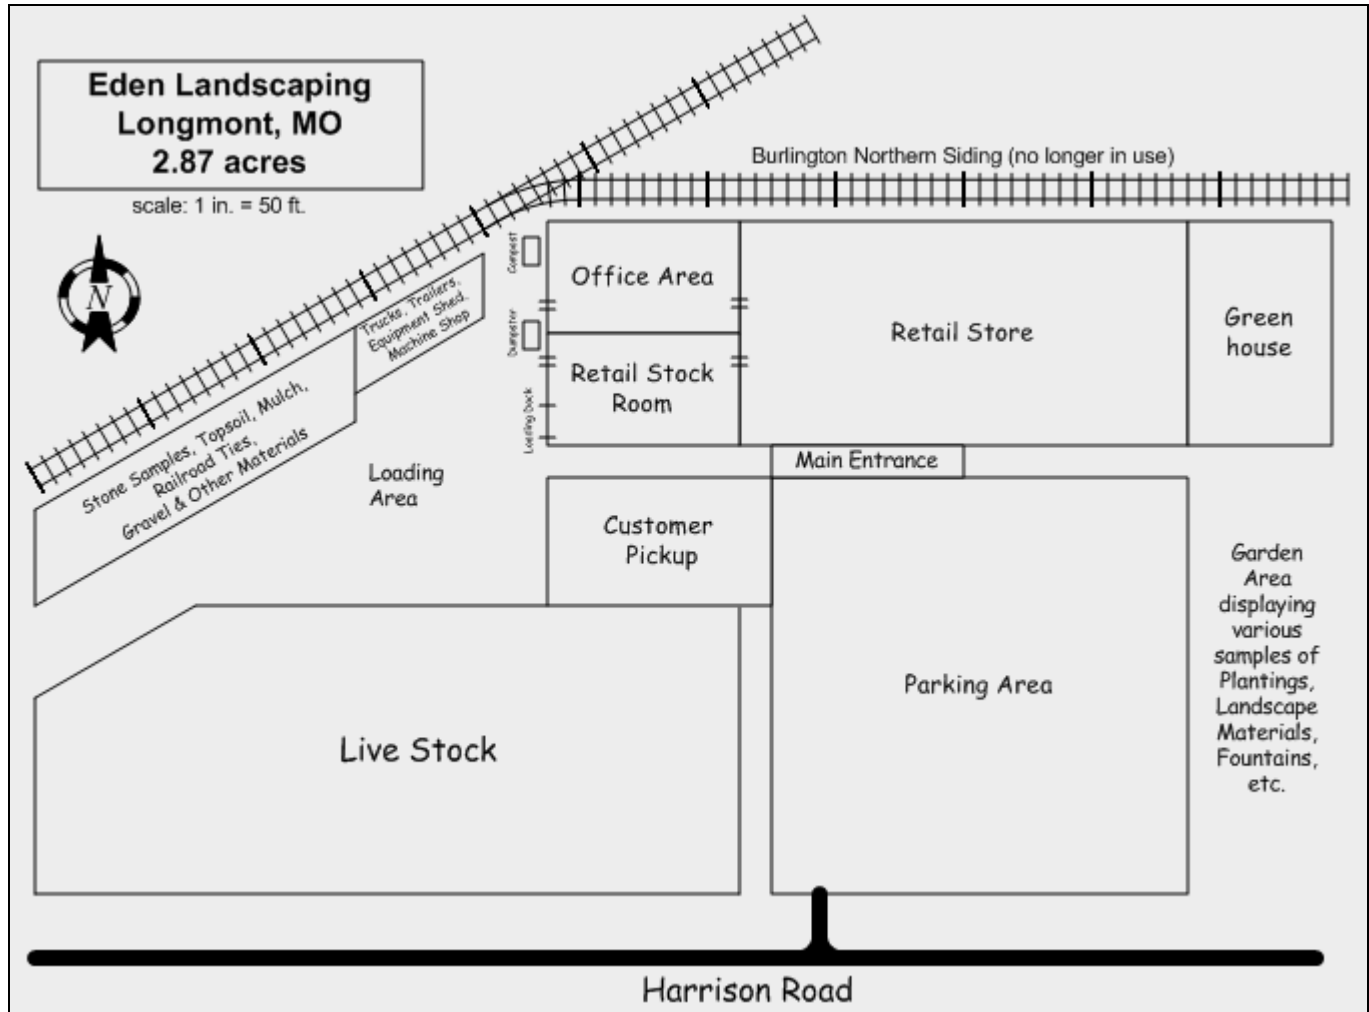 Eden Landscaping
Longmont, MO
2.87 acres
scale: 1 in. = 50 ft.
N
Burlington Northern Siding (no longer in use)
Compost
Dumpster
Loading Dock
Office Area
Retail Stock
Room
Retail Store
Green
house
Trucks, Trailers,
Equipment Shed,
Machine Shop
Stone Samples, Topsoil, Mulch,
Railroad Ties,
Gravel & Other Materials
Loading
Area
Main Entrance
Customer
Pickup
Garden
Area
displaying
various
samples of
Plantings,
Landscape
Materials,
Fountains,
etc.
Parking Area
Live Stock
Harrison Road